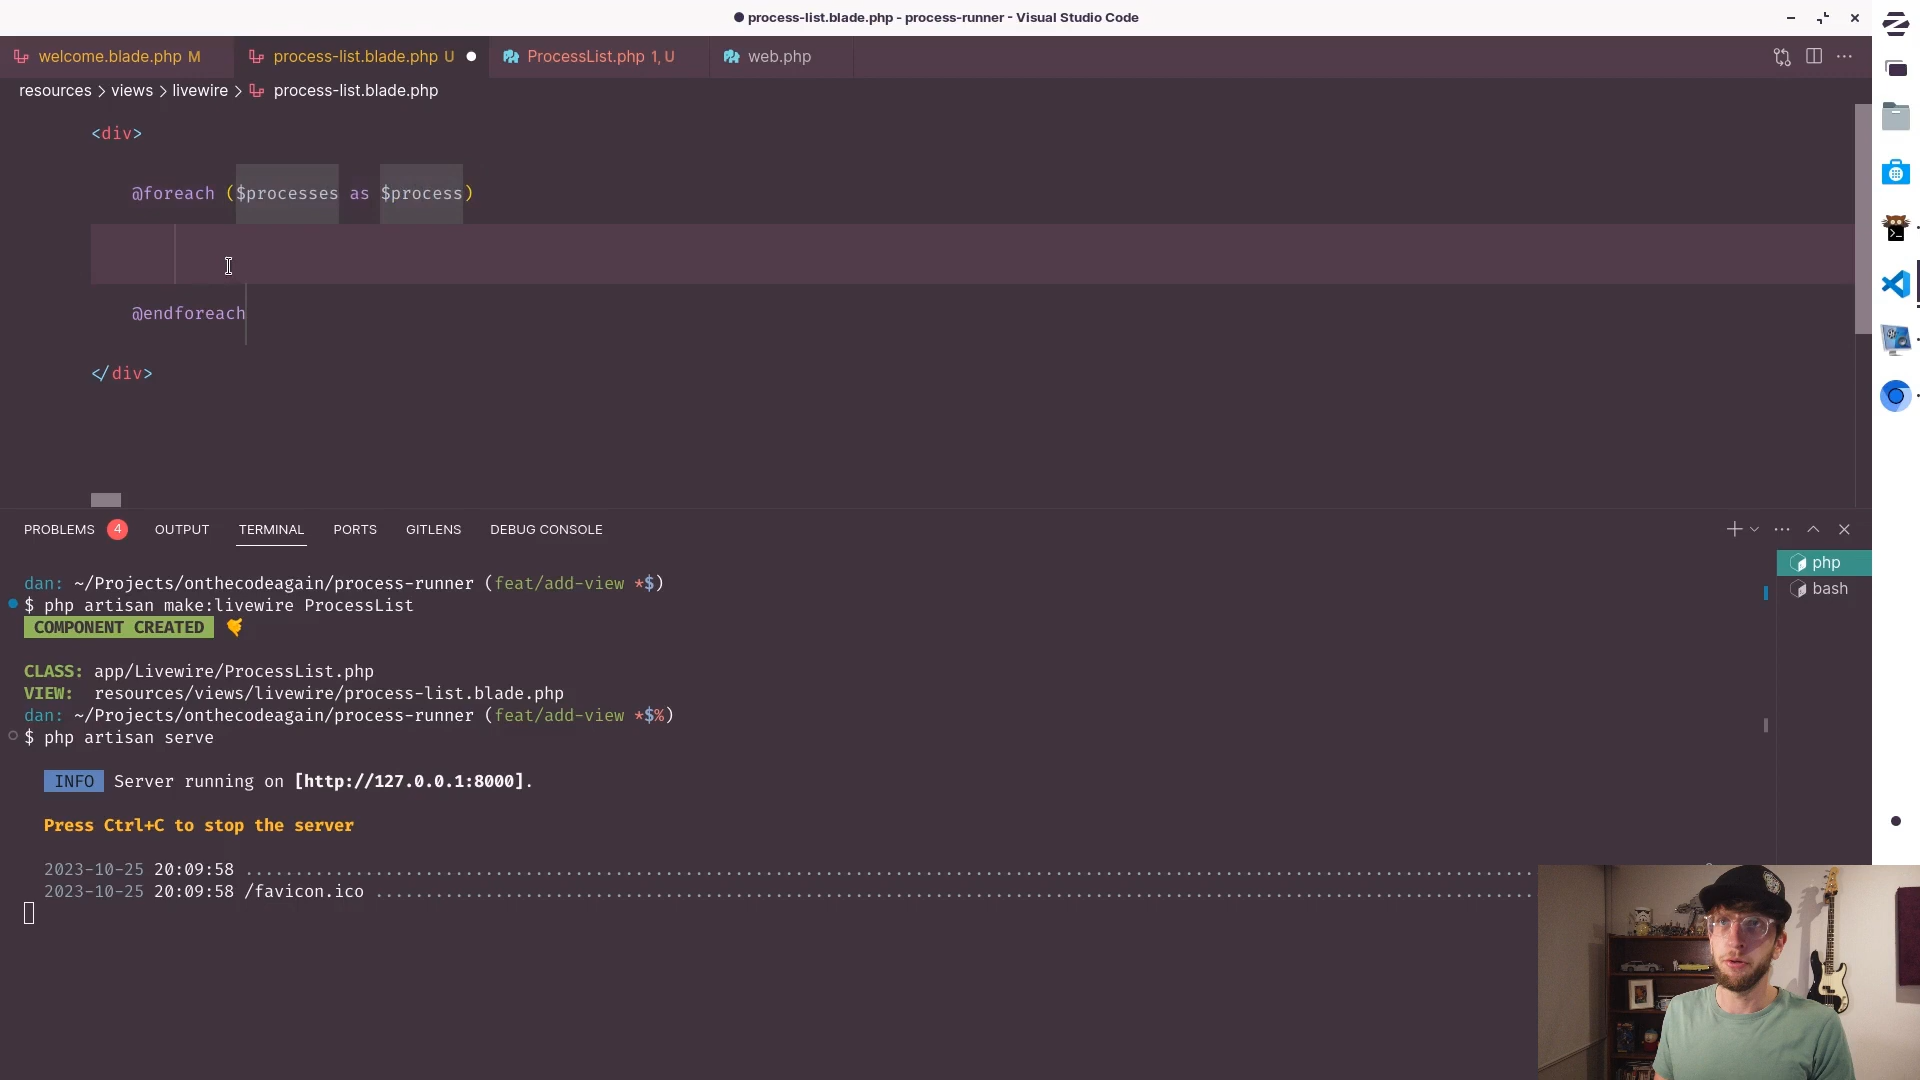 process-list.blade.php - process-runner - Visual Studio Code
welcome.blade.php M
process-list.blade.php U
ProcessList.php 1, U
web.php
resources > views > livewire > process-list.blade.php
<div>
@foreach ($processes as $process)
@endforeach
</div>
PROBLEMS 4
OUTPUT
TERMINAL
PORTS
GITLENS
DEBUG CONSOLE
php
bash
dan: ~/Projects/onthecodeagain/process-runner (feat/add-view *$)
$ php artisan make:livewire ProcessList
COMPONENT CREATED 🤙
CLASS: app/Livewire/ProcessList.php
VIEW: resources/views/livewire/process-list.blade.php
dan: ~/Projects/onthecodeagain/process-runner (feat/add-view *$%)
$ php artisan serve
INFO Server running on [http://127.0.0.1:8000].
Press Ctrl+C to stop the server
2023-10-25 20:09:58 ................................................................................................................................
2023-10-25 20:09:58 /favicon.ico ....................................................................................................................